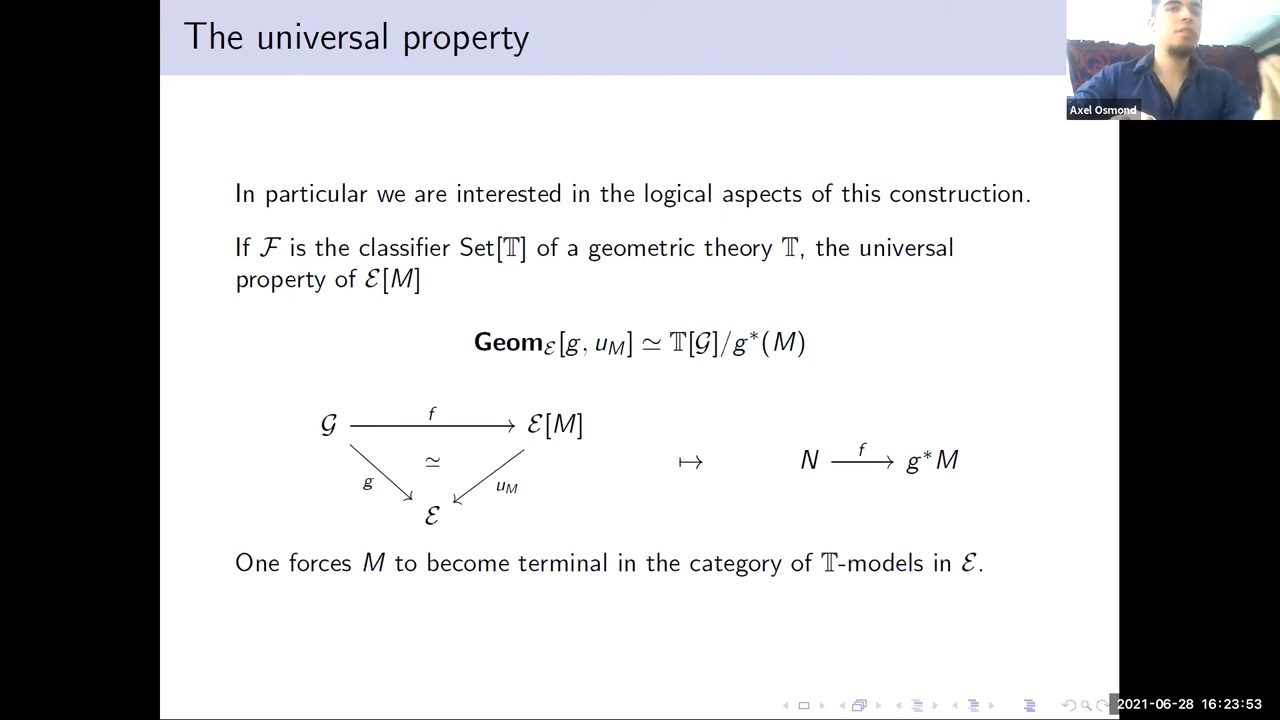 The universal property
Axel Osmond
In particular we are interested in the logical aspects of this construction.
If ℱ is the classifier Set[𝕋] of a geometric theory 𝕋, the universal
property of ℰ[M]
Geom_ℰ[g, u_M] ≃ 𝕋[𝒢]/g*(M)
𝒢 f ℰ[M]
≃ ↦ N f g*M
g u_M
ℰ
One forces M to become terminal in the category of 𝕋-models in ℰ.
2021-06-28 16:23:53